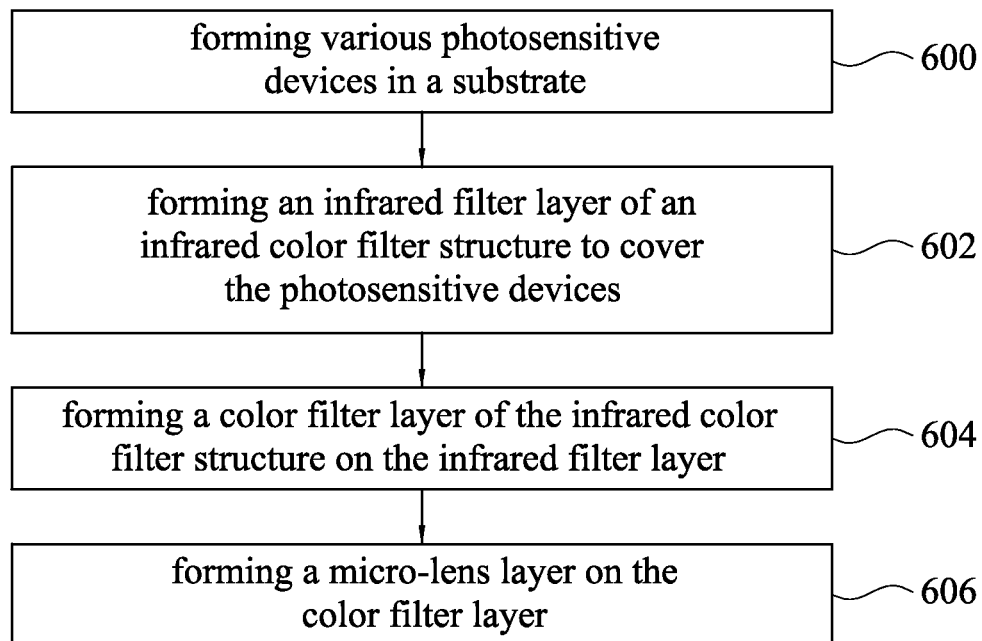 forming various photosensitive
devices in a substrate
600
forming an infrared filter layer of an
infrared color filter structure to cover
the photosensitive devices
602
forming a color filter layer of the infrared color
filter structure on the infrared filter layer
604
forming a micro-lens layer on the
color filter layer
606